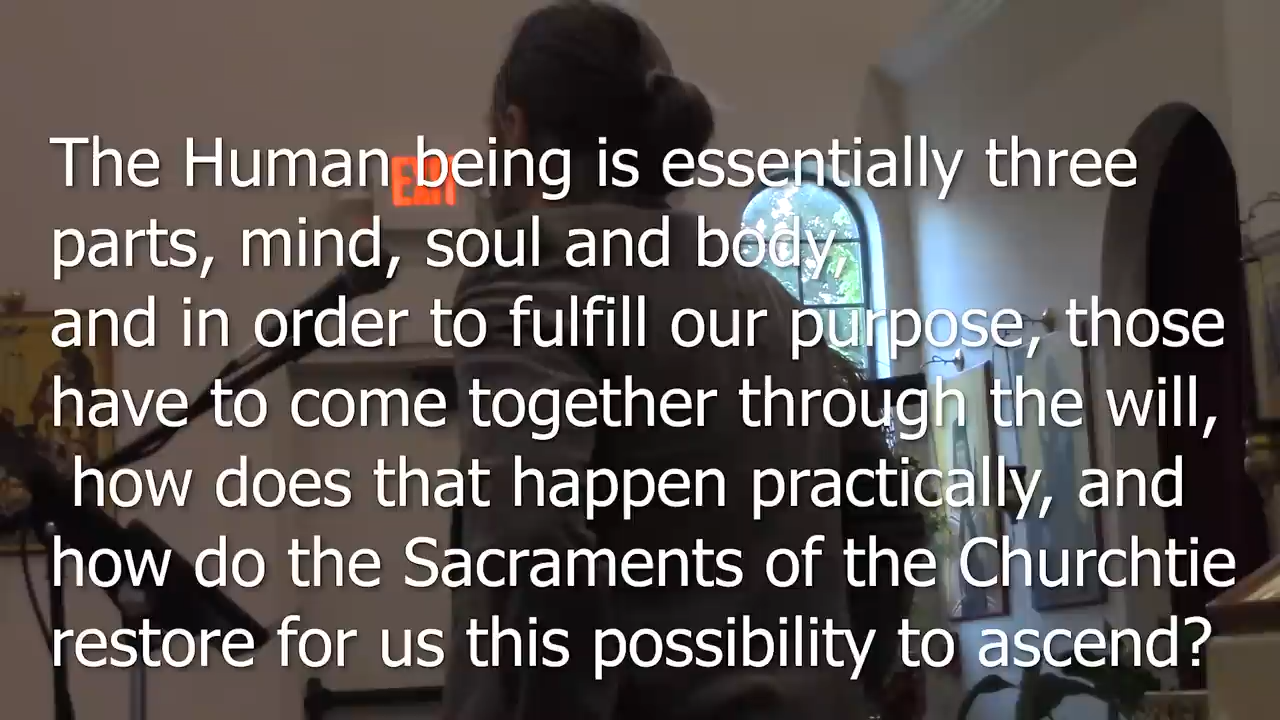 The Human being is essentially three
parts, mind, soul and body,
and in order to fulfill our purpose, those
have to come together through the will,
how does that happen practically, and
how do the Sacraments of the Churchtie
restore for us this possibility to ascend?
EXIT